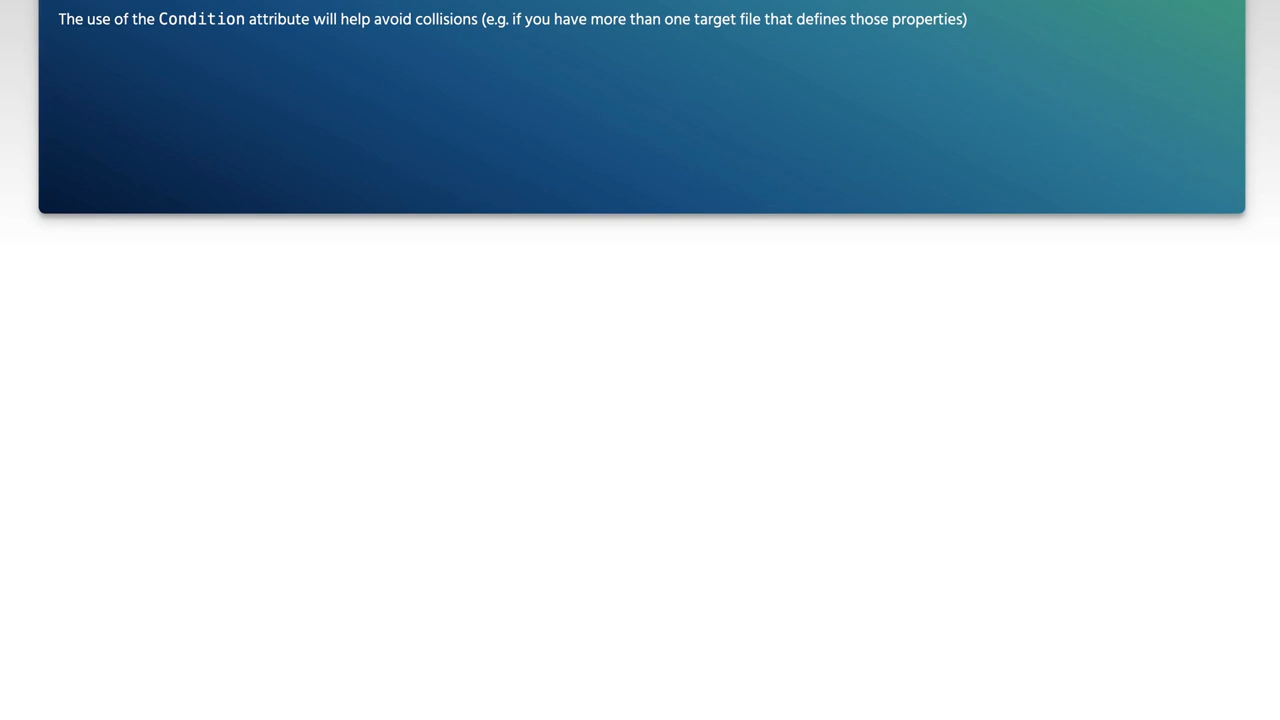 The use of the Condition attribute will help avoid collisions (e.g. if you have more than one target file that defines those properties)